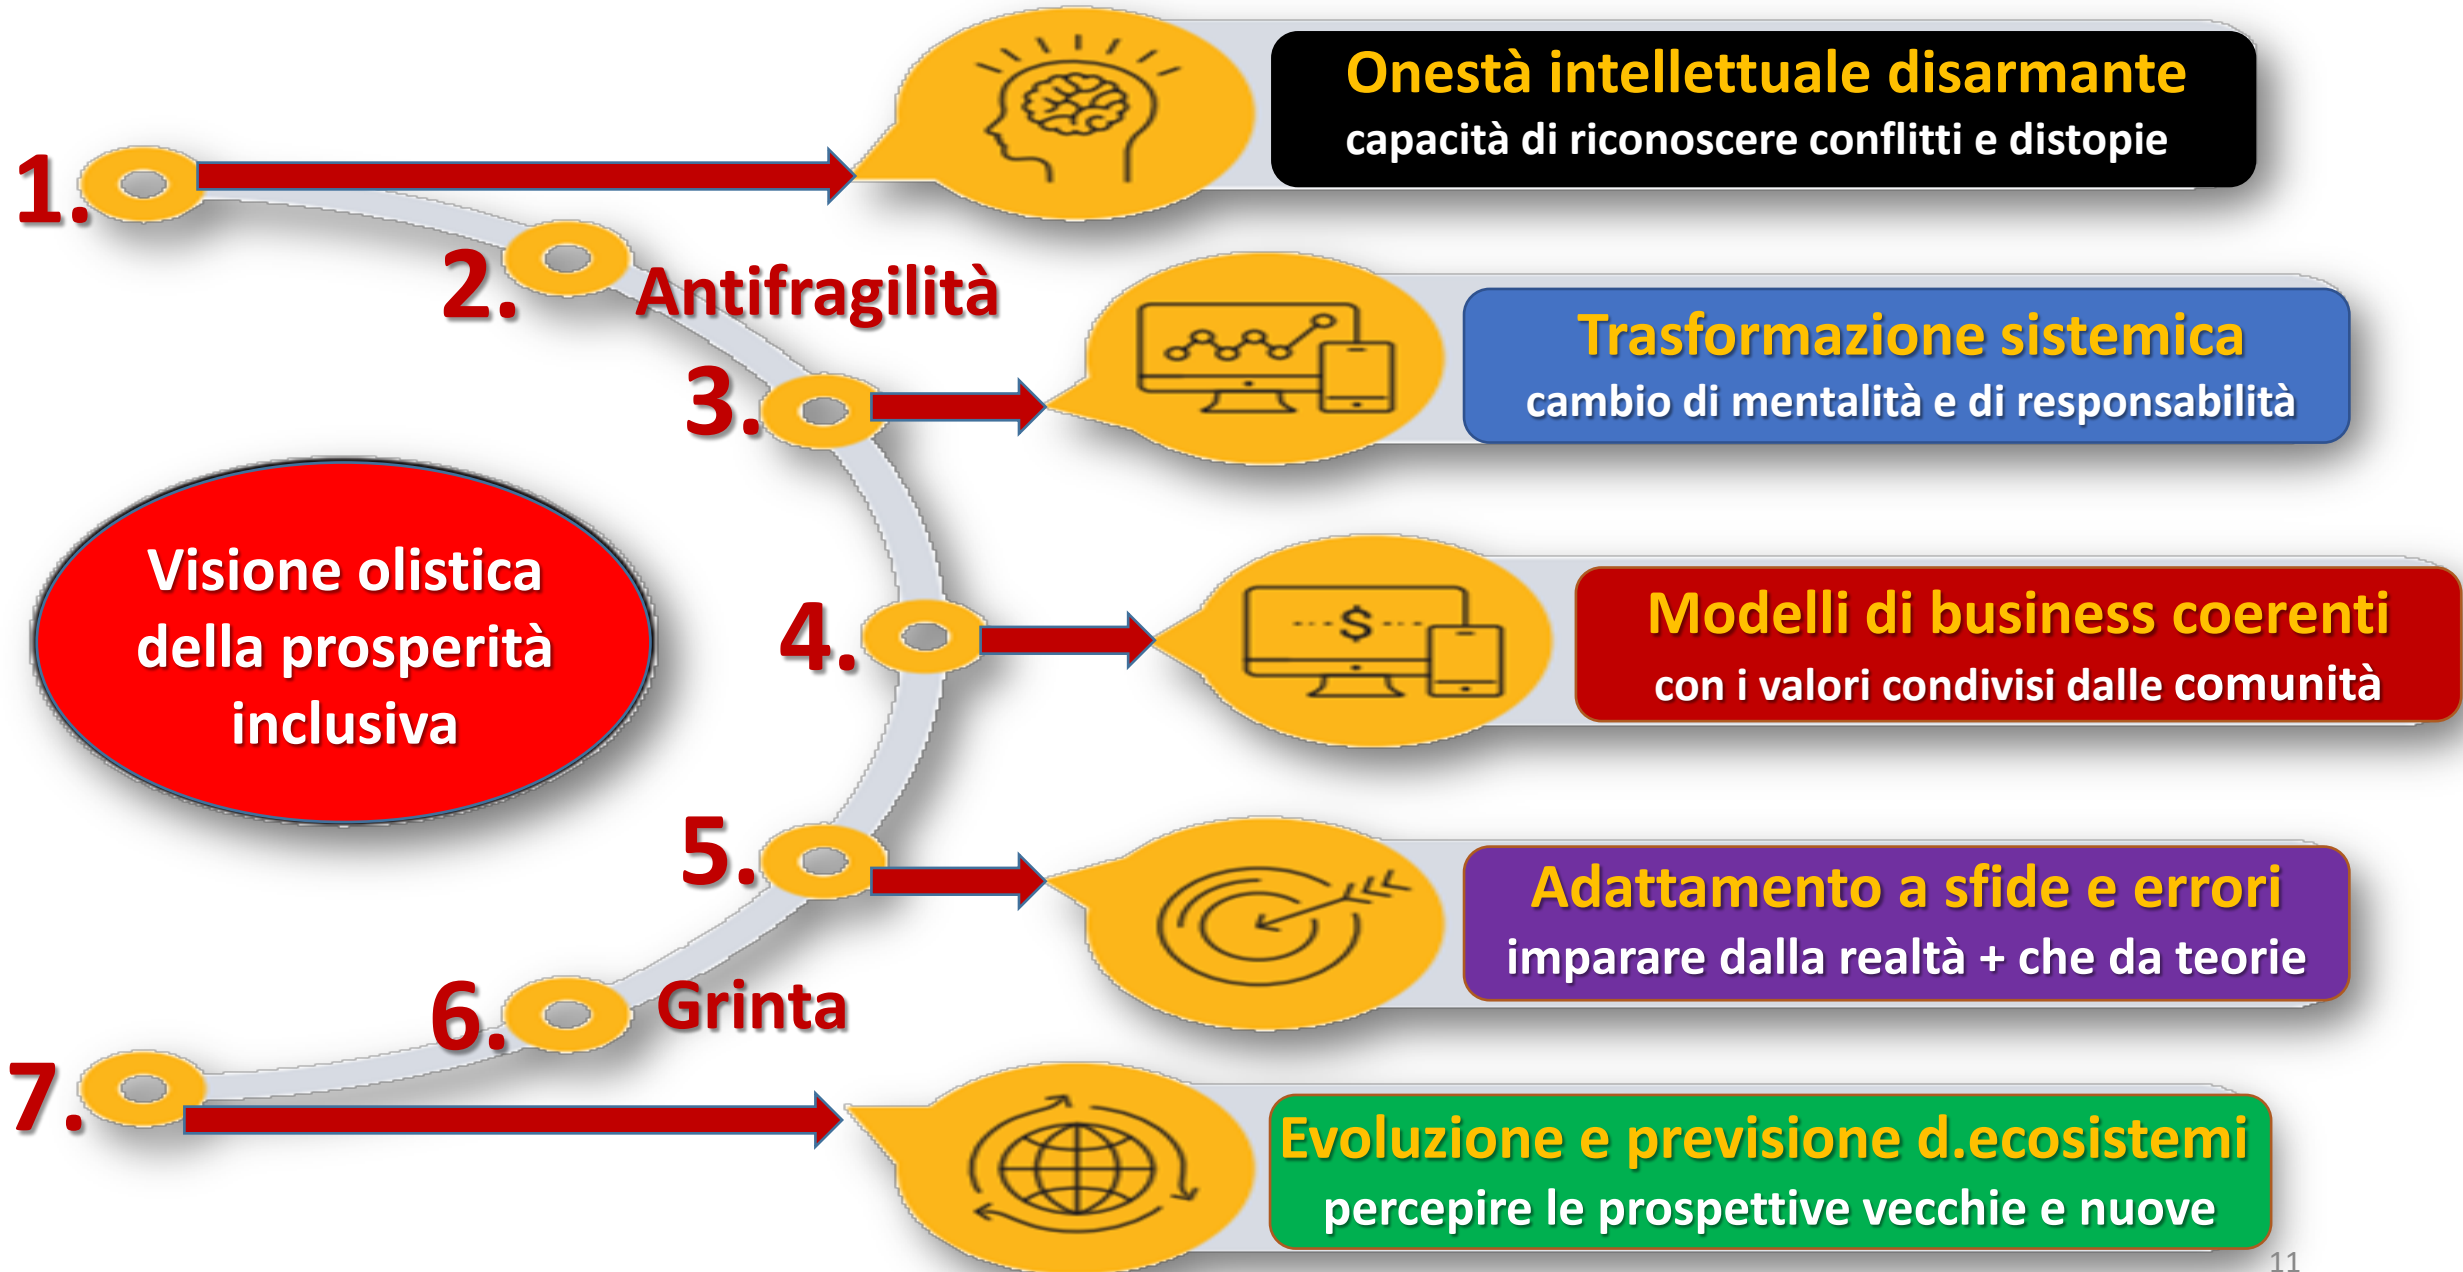 1.
Onestà intellettuale disarmante
capacità di riconoscere conflitti e distopie
2.
Antifragilità
3.
Trasformazione sistemica
cambio di mentalità e di responsabilità
Visione olistica
della prosperità
inclusiva
4.
$
Modelli di business coerenti
con i valori condivisi dalle comunità
5.
Adattamento a sfide e errori
imparare dalla realtà + che da teorie
6.
Grinta
7.
Evoluzione e previsione d.ecosistemi
percepire le prospettive vecchie e nuove
11